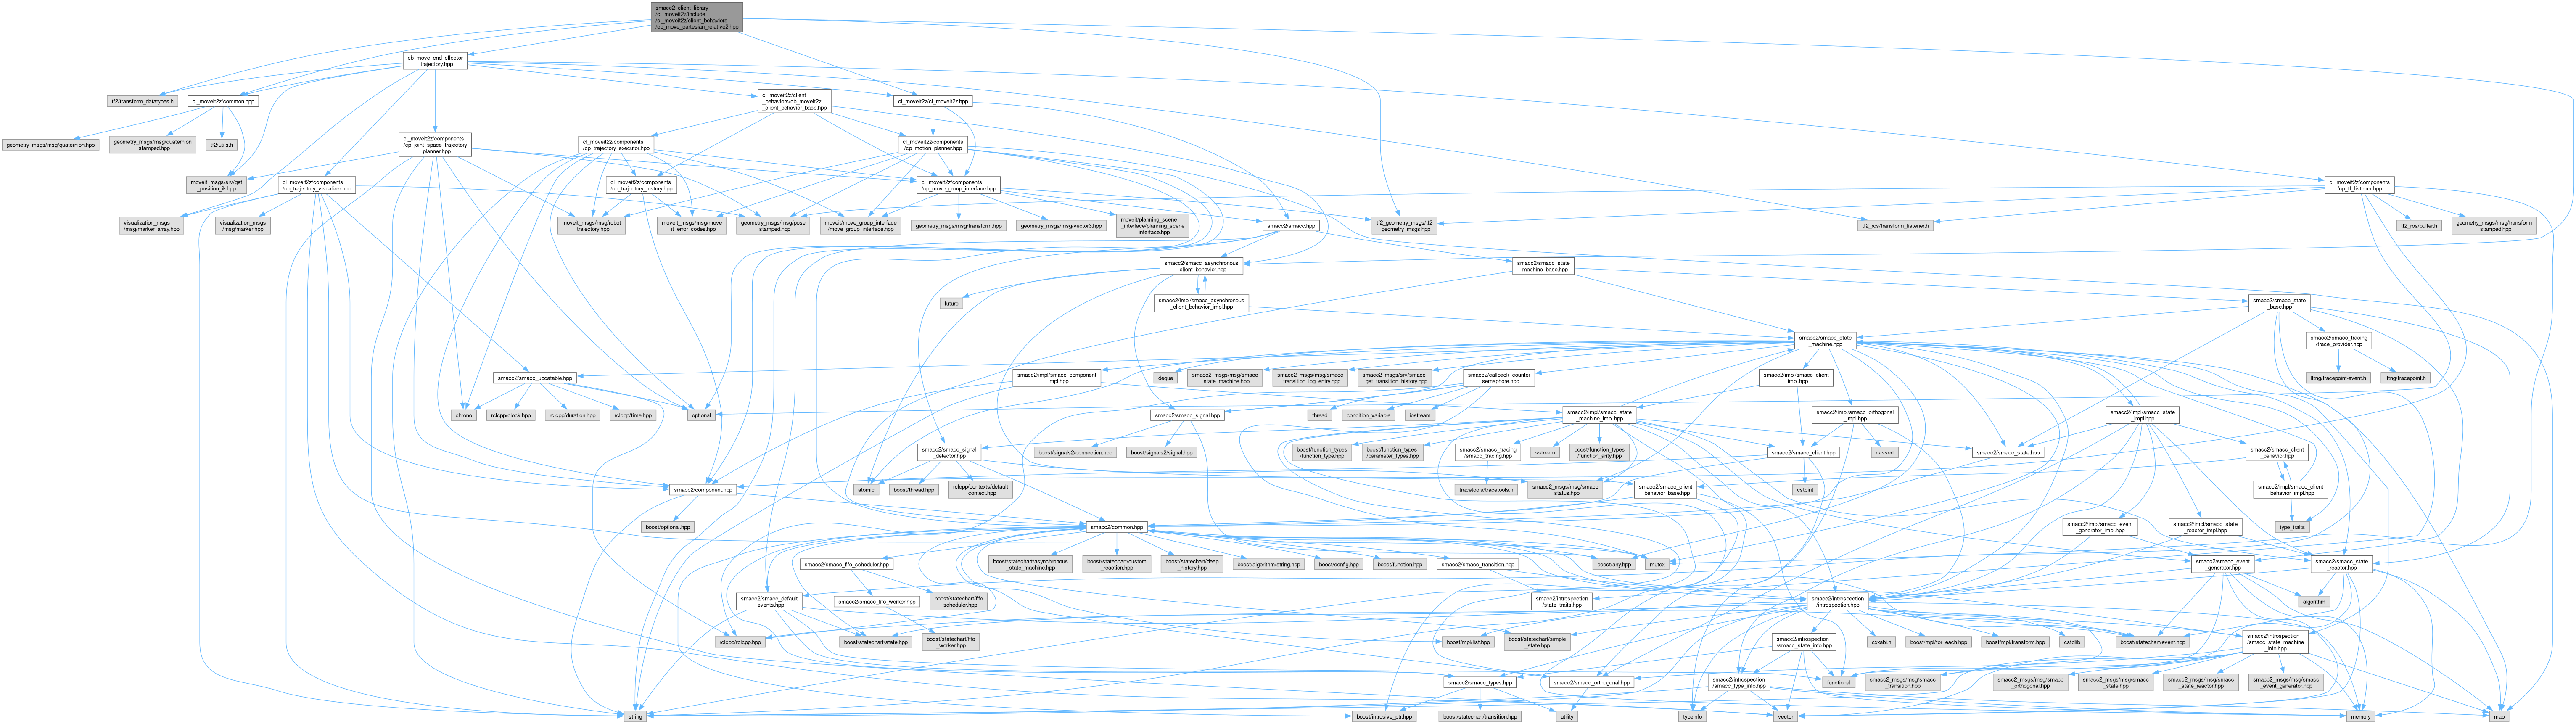 smacc2_client_library
/cl_moveit2z/include
/cl_moveit2z/client_behaviors
/cb_move_cartesian_relative2.hpp
cb_move_end_effector
_trajectory.hpp
tf2/transform_datatypes.h
cl_moveit2z/common.hpp
cl_moveit2z/client
_behaviors/cb_moveit2z
_client_behavior_base.hpp
cl_moveit2z/cl_moveit2z.hpp
geometry_msgs/msg/quaternion.hpp
geometry_msgs/msg/quaternion
_stamped.hpp
tf2/utils.h
cl_moveit2z/components
/cp_joint_space_trajectory
_planner.hpp
cl_moveit2z/components
/cp_trajectory_executor.hpp
cl_moveit2z/components
/cp_motion_planner.hpp
moveit_msgs/srv/get
_position_ik.hpp
cl_moveit2z/components
/cp_trajectory_visualizer.hpp
cl_moveit2z/components
/cp_trajectory_history.hpp
cl_moveit2z/components
/cp_move_group_interface.hpp
cl_moveit2z/components
/cp_tf_listener.hpp
visualization_msgs
/msg/marker_array.hpp
visualization_msgs
/msg/marker.hpp
moveit_msgs/msg/robot
_trajectory.hpp
moveit_msgs/msg/move
_it_error_codes.hpp
geometry_msgs/msg/pose
_stamped.hpp
moveit/move_group_interface
/move_group_interface.hpp
geometry_msgs/msg/transform.hpp
geometry_msgs/msg/vector3.hpp
moveit/planning_scene
_interface/planning_scene
_interface.hpp
smacc2/smacc.hpp
tf2_geometry_msgs/tf2
_geometry_msgs.hpp
tf2_ros/transform_listener.h
tf2_ros/buffer.h
geometry_msgs/msg/transform
_stamped.hpp
smacc2/smacc_asynchronous
_client_behavior.hpp
smacc2/smacc_state
_machine_base.hpp
future
smacc2/impl/smacc_asynchronous
_client_behavior_impl.hpp
smacc2/smacc_state
_base.hpp
smacc2/smacc_state
_machine.hpp
smacc2/smacc_tracing
/trace_provider.hpp
smacc2/smacc_updatable.hpp
smacc2/impl/smacc_component
_impl.hpp
deque
smacc2_msgs/msg/smacc
_state_machine.hpp
smacc2_msgs/msg/smacc
_transition_log_entry.hpp
smacc2_msgs/srv/smacc
_get_transition_history.hpp
smacc2/callback_counter
_semaphore.hpp
smacc2/impl/smacc_client
_impl.hpp
lttng/tracepoint-event.h
lttng/tracepoint.h
chrono
rclcpp/clock.hpp
rclcpp/duration.hpp
rclcpp/time.hpp
optional
smacc2/smacc_signal.hpp
thread
condition_variable
iostream
smacc2/impl/smacc_state
_machine_impl.hpp
smacc2/impl/smacc_orthogonal
_impl.hpp
smacc2/impl/smacc_state
_impl.hpp
smacc2/smacc_signal
_detector.hpp
boost/signals2/connection.hpp
boost/signals2/signal.hpp
boost/function_types
/function_type.hpp
boost/function_types
/parameter_types.hpp
smacc2/smacc_tracing
/smacc_tracing.hpp
sstream
boost/function_types
/function_arity.hpp
smacc2/smacc_client.hpp
cassert
smacc2/smacc_state.hpp
smacc2/smacc_client
_behavior.hpp
smacc2/component.hpp
atomic
boost/thread.hpp
rclcpp/contexts/default
_context.hpp
tracetools/tracetools.h
smacc2_msgs/msg/smacc
_status.hpp
cstdint
smacc2/smacc_client
_behavior_base.hpp
smacc2/impl/smacc_client
_behavior_impl.hpp
boost/optional.hpp
smacc2/common.hpp
smacc2/impl/smacc_event
_generator_impl.hpp
smacc2/impl/smacc_state
_reactor_impl.hpp
type_traits
smacc2/smacc_fifo_scheduler.hpp
boost/statechart/asynchronous
_state_machine.hpp
boost/statechart/custom
_reaction.hpp
boost/statechart/deep
_history.hpp
boost/algorithm/string.hpp
boost/config.hpp
boost/function.hpp
smacc2/smacc_transition.hpp
boost/any.hpp
mutex
smacc2/smacc_event
_generator.hpp
smacc2/smacc_state
_reactor.hpp
smacc2/smacc_default
_events.hpp
smacc2/smacc_fifo_worker.hpp
boost/statechart/fifo
_scheduler.hpp
smacc2/introspection
/state_traits.hpp
smacc2/introspection
/introspection.hpp
algorithm
rclcpp/rclcpp.hpp
boost/statechart/state.hpp
boost/statechart/fifo
_worker.hpp
boost/mpl/list.hpp
boost/statechart/simple
_state.hpp
smacc2/introspection
/smacc_state_info.hpp
cxxabi.h
boost/mpl/for_each.hpp
boost/mpl/transform.hpp
cstdlib
boost/statechart/event.hpp
smacc2/introspection
/smacc_state_machine
_info.hpp
smacc2/smacc_types.hpp
smacc2/smacc_orthogonal.hpp
smacc2/introspection
/smacc_type_info.hpp
functional
smacc2_msgs/msg/smacc
_transition.hpp
smacc2_msgs/msg/smacc
_orthogonal.hpp
smacc2_msgs/msg/smacc
_state.hpp
smacc2_msgs/msg/smacc
_state_reactor.hpp
smacc2_msgs/msg/smacc
_event_generator.hpp
string
boost/intrusive_ptr.hpp
boost/statechart/transition.hpp
utility
typeinfo
vector
memory
map